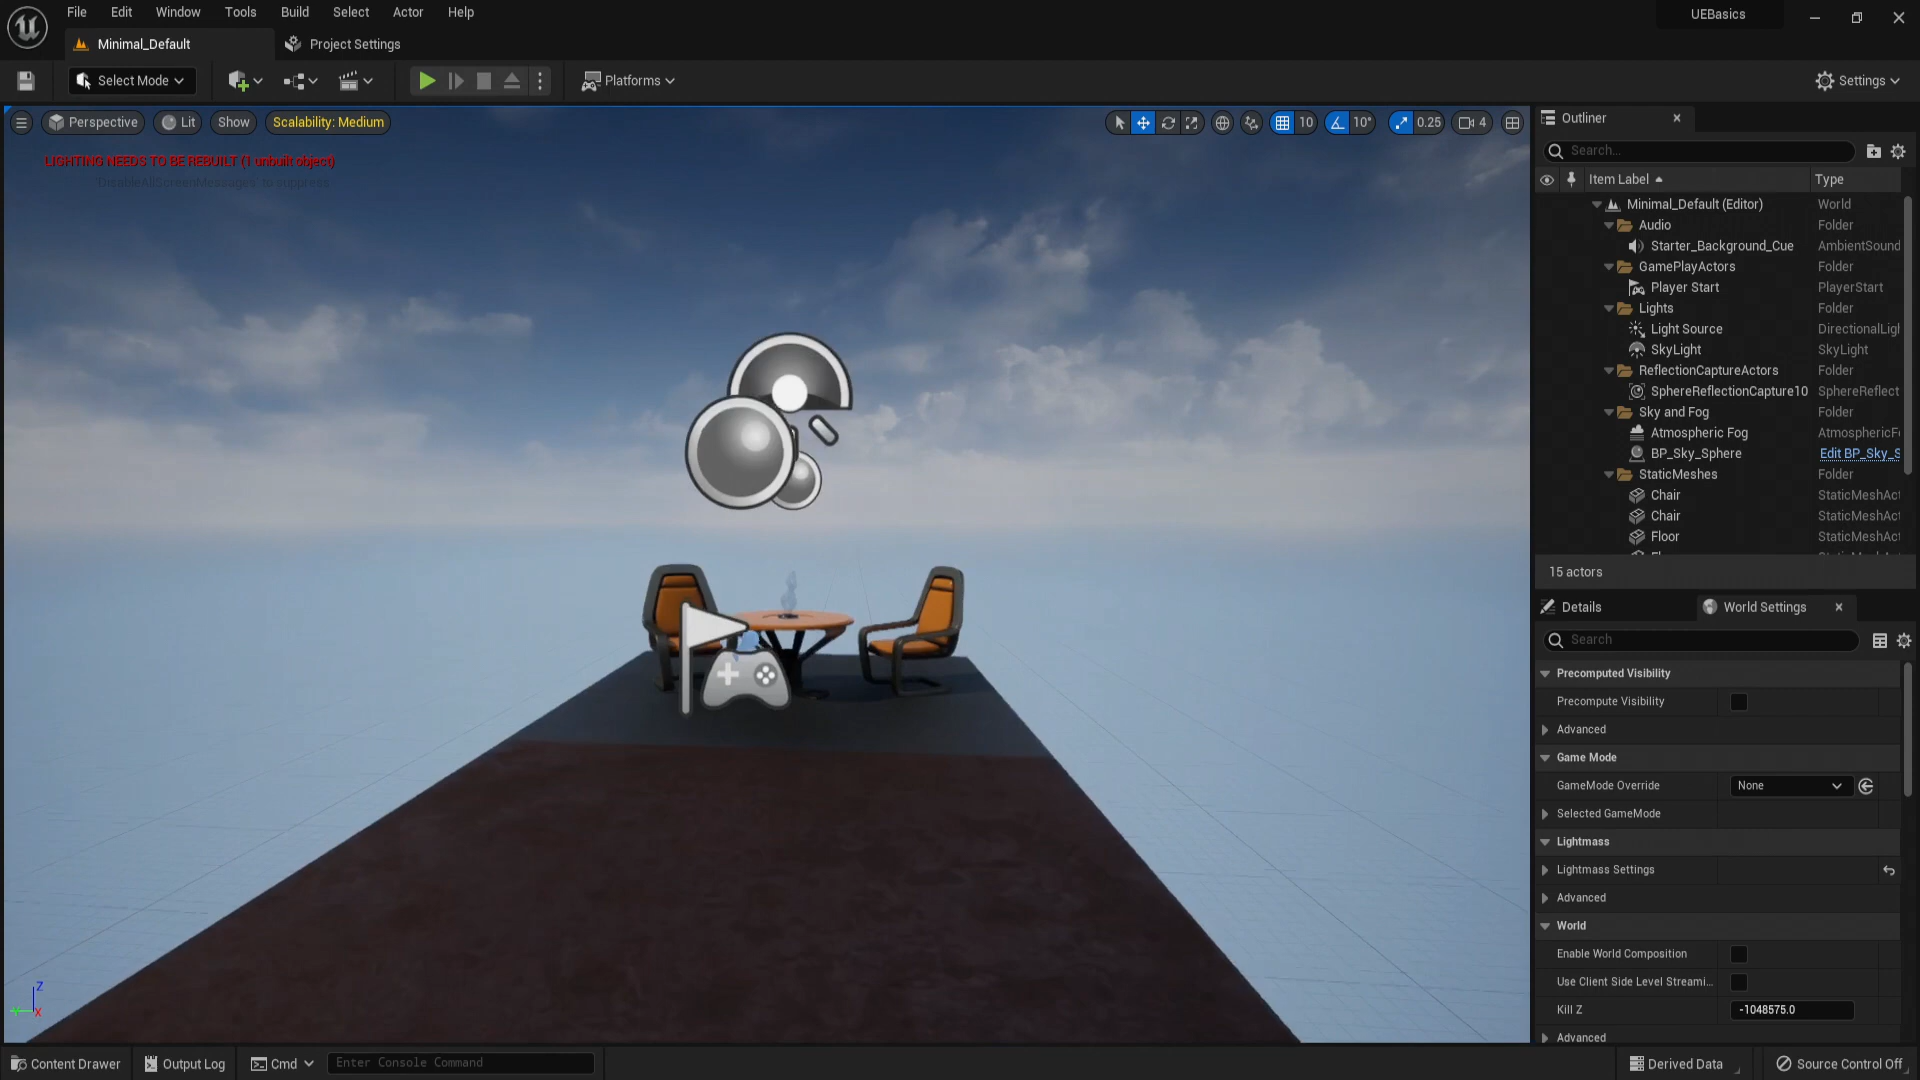 File Edit Window Tools Build Select Actor Help
UEBasics
Minimal_Default
Project Settings
Select Mode
Platforms
Settings
Perspective
Lit
Show
Scalability: Medium
10
10°
0.25
4
LIGHTING NEEDS TO BE REBUILT (1 unbuilt object)
'DisableAllScreenMessages' to suppress
Outliner
Search...
Item Label
Type
Minimal_Default (Editor) World
Audio Folder
Starter_Background_Cue AmbientSound
GamePlayActors Folder
Player Start PlayerStart
Lights Folder
Light Source DirectionalLigh
SkyLight SkyLight
ReflectionCaptureActors Folder
SphereReflectionCapture10 SphereReflect
Sky and Fog Folder
Atmospheric Fog AtmosphericF
BP_Sky_Sphere Edit BP_Sky_S
StaticMeshes Folder
Chair StaticMeshAct
Chair StaticMeshAct
Floor StaticMeshAct
15 actors
Details
World Settings
Search
Precomputed Visibility
Precompute Visibility
Advanced
Game Mode
GameMode Override None
Selected GameMode
Lightmass
Lightmass Settings
Advanced
World
Enable World Composition
Use Client Side Level Streami...
Kill Z -1048575.0
Advanced
Z
Y
X
Content Drawer
Output Log
Cmd
Enter Console Command
Derived Data
Source Control Off